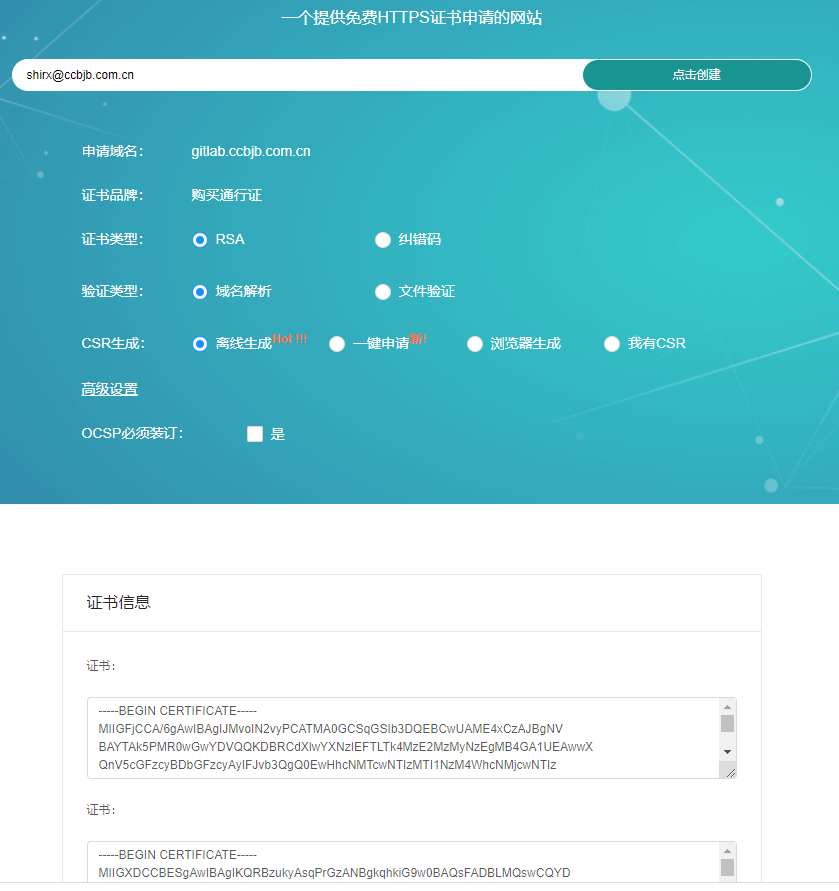 一个提供免费HTTPS证书申请的网站
shirx@ccbjb.com.cn 点击创建
申请域名： gitlab.ccbjb.com.cn
证书品牌： 购买通行证
证书类型： RSA 纠错码
验证类型： 域名解析 文件验证
CSR生成： 离线生成Hot !!! 一键申请新! 浏览器生成 我有CSR
高级设置
OCSP必须装订： 是
证书信息
证书：
-----BEGIN CERTIFICATE-----
MIIGFjCCA/6gAwIBAgIJMvolN2vyPCATMA0GCSqGSIb3DQEBCwUAME4xCzAJBgNV
BAYTAk5PMR0wGwYDVQQKDBRCdXlwYXNzIEFTLTk4MzE2MzMyNzEgMB4GA1UEAwwX
QnV5cGFzcyBDbGFzcyAyIFJvb3QgQ0EwHhcNMTcwNTIzMTI1NzM4WhcNMjcwNTIz
证书：
-----BEGIN CERTIFICATE-----
MIIGXDCCBESgAwIBAgIKQRBzukyAsqPrGzANBgkqhkiG9w0BAQsFADBLMQswCQYD